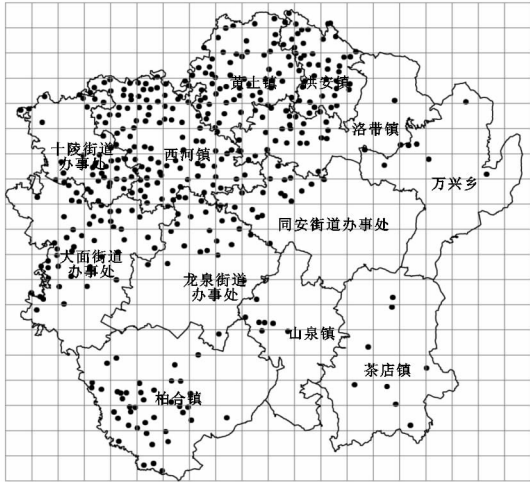 黄土镇
洪安镇
洛带镇
十陵街道
办事处
西河镇
万兴乡
同安街道办事处
大面街道
办事处
龙泉街道
办事处
山泉镇
茶店镇
柏合镇